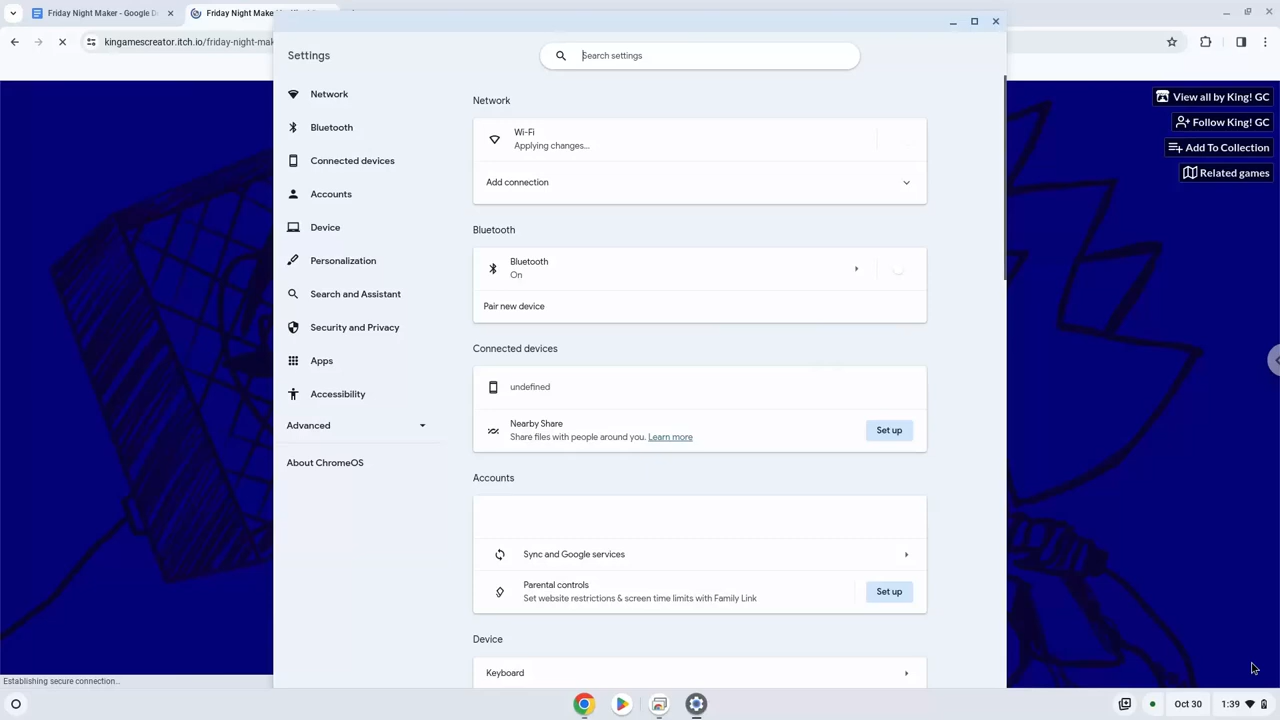 Friday Night Maker - Google D
Friday Night Mak
kingamescreator.itch.io/friday-night-mak
View all by King! GC
Follow King! GC
Add To Collection
Related games
Settings
Search settings
Network
Bluetooth
Connected devices
Accounts
Device
Personalization
Search and Assistant
Security and Privacy
Apps
Accessibility
Advanced
About ChromeOS
Network
Wi-Fi
Applying changes...
Add connection
Bluetooth
Bluetooth
On
Pair new device
Connected devices
undefined
Nearby Share
Share files with people around you. Learn more
Set up
Accounts
Sync and Google services
Parental controls
Set website restrictions & screen time limits with Family Link
Set up
Device
Keyboard
Establishing secure connection...
Oct 30
1:39